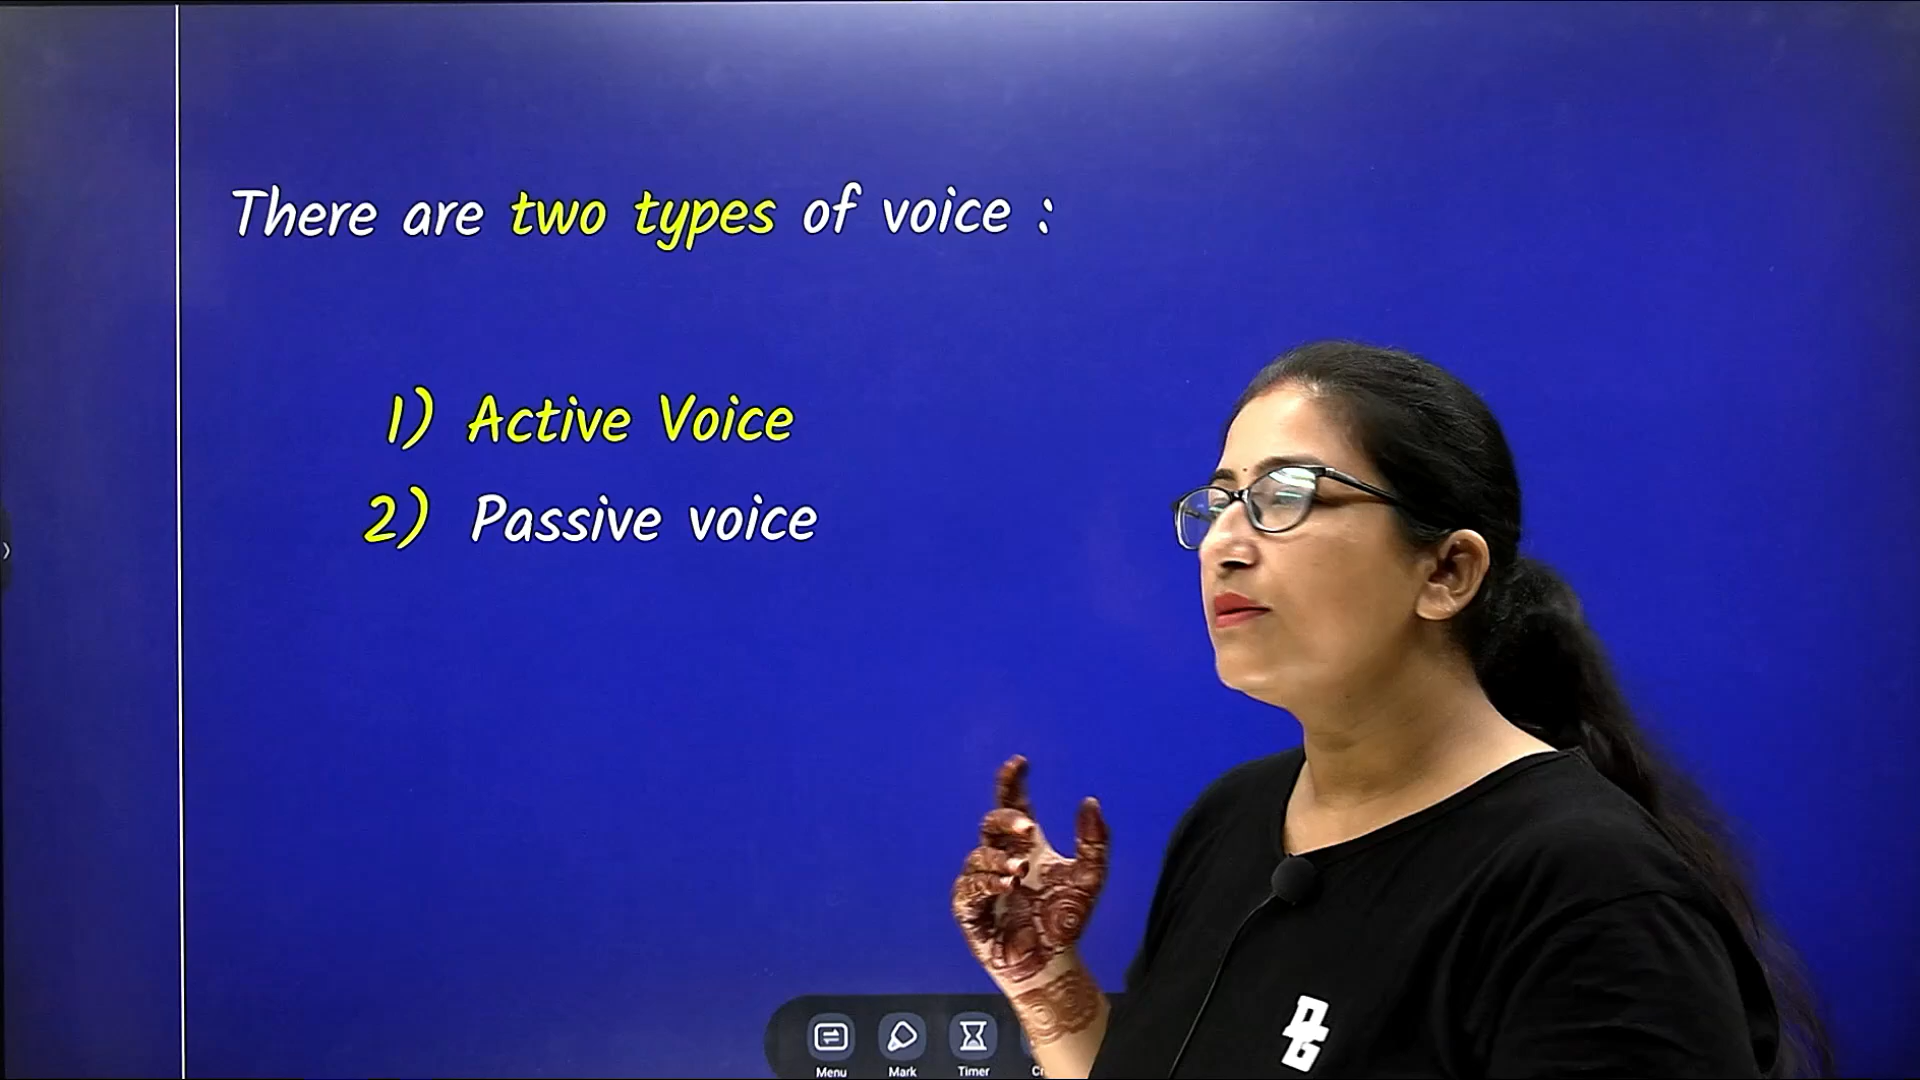 There are two types of voice :
1) Active Voice
2) Passive voice
Menu Mark Timer